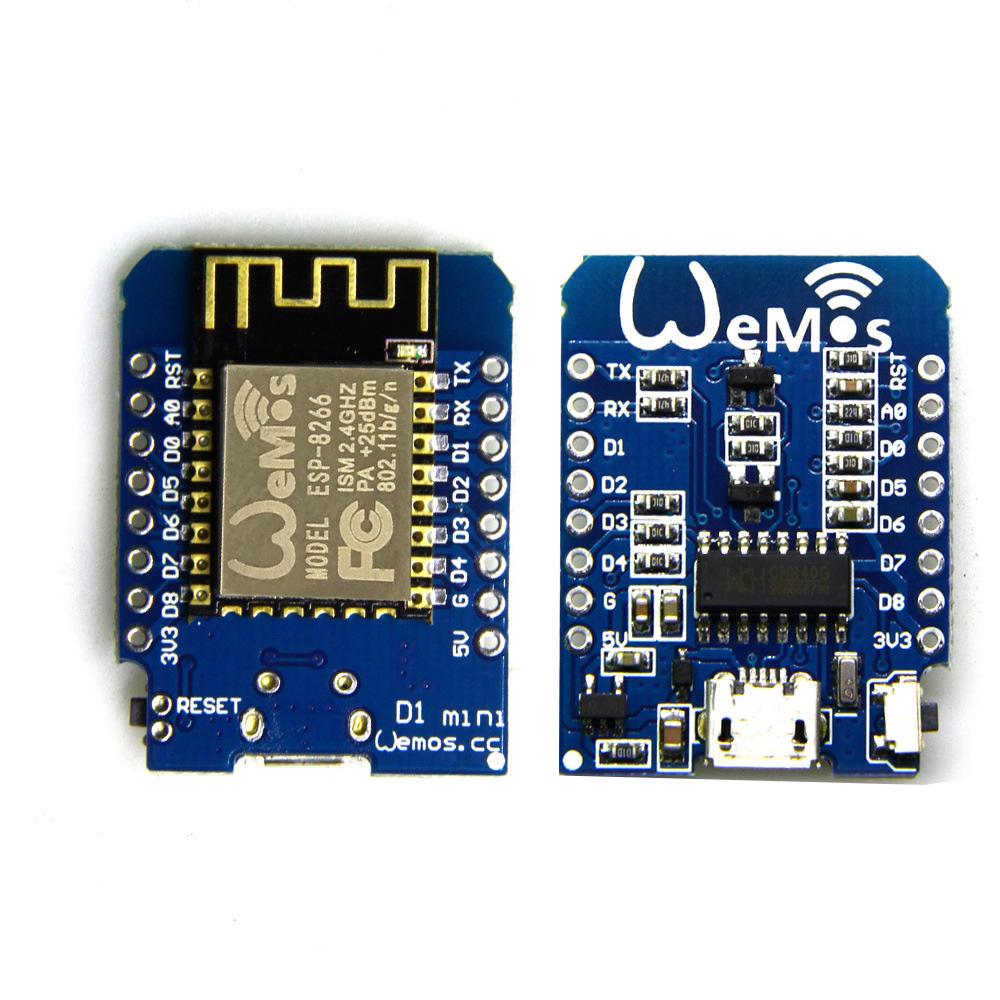 RST
A0
D0
D5
D6
D7
D8
3V3
WeMos
MODEL ESP-8266
ISM 2.4GHZ
PA +25dBm
802.11b/g/n
FC
TX
RX
D1
D2
D3
D4
G
5V
RESET
D1 mini
Wemos.cc
WeMos
TX
RX
D1
D2
D3
D4
G
5V
RST
A0
D0
D5
D6
D7
D8
3V3
WCH CH340G